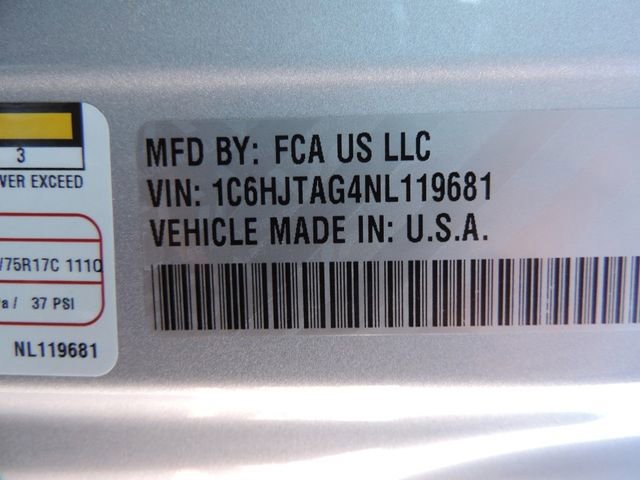 3
VER EXCEED
/75R17C 111Q
a / 37 PSI
NL119681
MFD BY: FCA US LLC
VIN: 1C6HJTAG4NL119681
VEHICLE MADE IN: U.S.A.